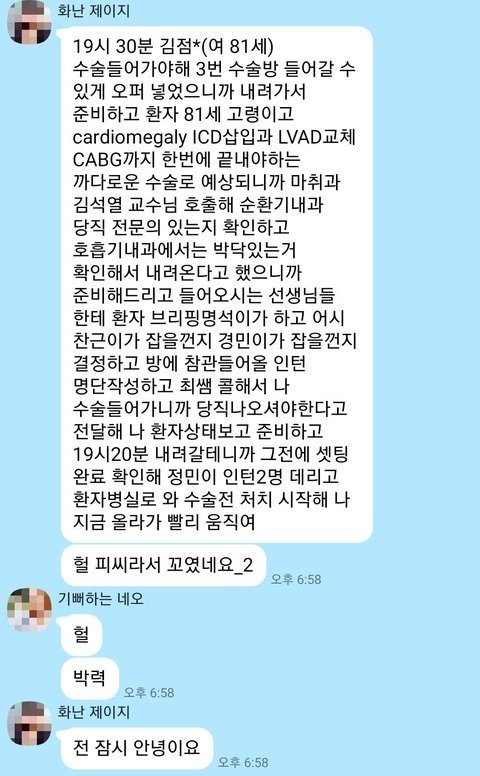 화난 제이지
19시 30분 김점*(여 81세)
수술들어가야해 3번 수술방 들어갈 수
있게 오퍼 넣었으니까 내려가서
준비하고 환자 81세 고령이고
cardiomegaly ICD삽입과 LVAD교체
CABG까지 한번에 끝내야하는
까다로운 수술로 예상되니까 마취과
김석열 교수님 호출해 순환기내과
당직 전문의 있는지 확인하고
호흡기내과에서는 박닥있는거
확인해서 내려온다고 했으니까
준비해드리고 들어오시는 선생님들
한테 환자 브리핑명석이가 하고 어시
찬근이가 잡을껀지 경민이가 잡을껀지
결정하고 방에 참관들어올 인턴
명단작성하고 최쌤 콜해서 나
수술들어가니까 당직나오셔야한다고
전달해 나 환자상태보고 준비하고
19시20분 내려갈테니까 그전에 셋팅
완료 확인해 정민이 인턴2명 데리고
환자병실로 와 수술전 처치 시작해 나
지금 올라가 빨리 움직여
헐 피씨라서 꼬였네요_2
오후 6:58
기뻐하는 네오
헐
박력
오후 6:58
화난 제이지
전 잠시 안녕이요
오후 6:58